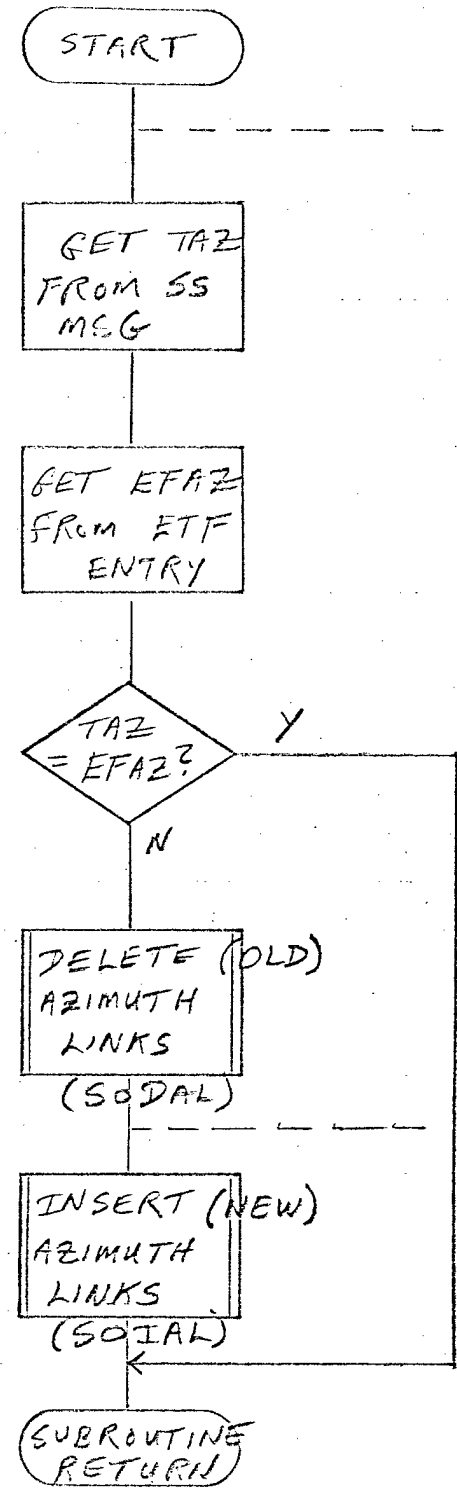 START
GET TAZ
FROM SS
MSG
GET EFAZ
FROM ETF
ENTRY
TAZ
= EFAZ?
Y
N
DELETE (OLD)
AZIMUTH
LINKS
(SODAL)
INSERT (NEW)
AZIMUTH
LINKS
(SOIAL)
SUBROUTINE
RETURN